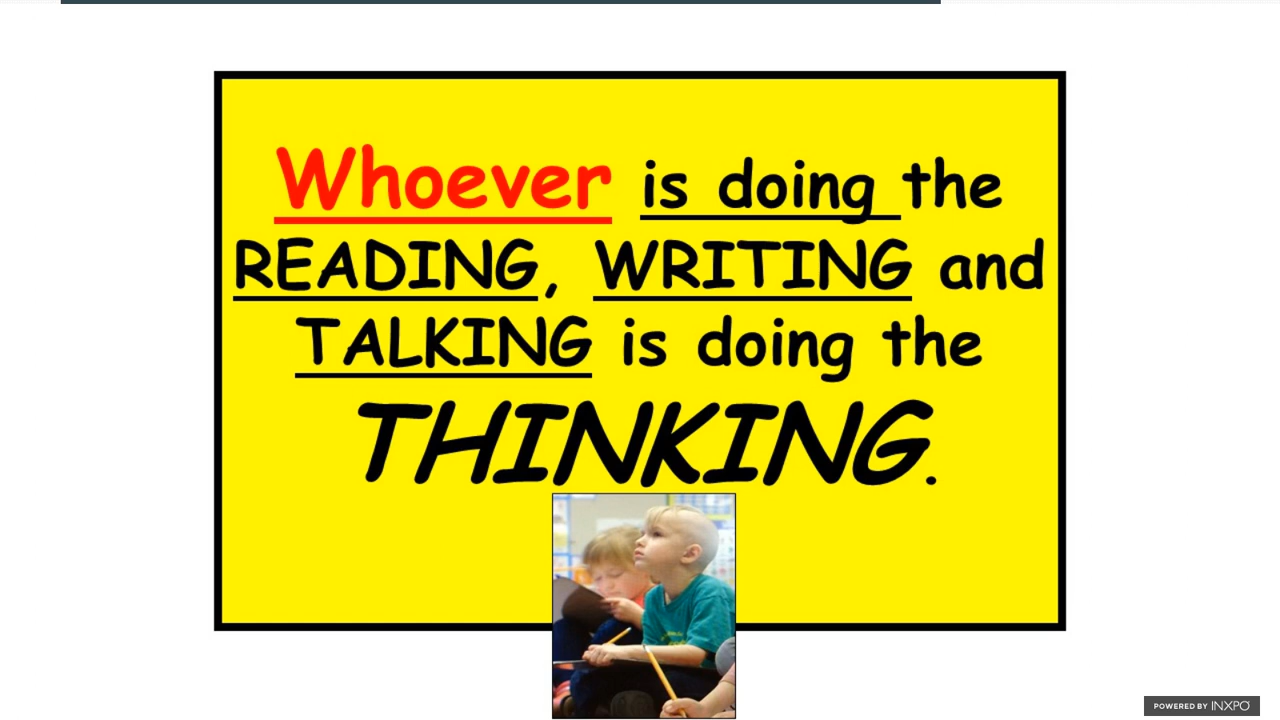 Whoever is doing the
READING, WRITING and
TALKING is doing the
THINKING.
POWERED BY INXPO